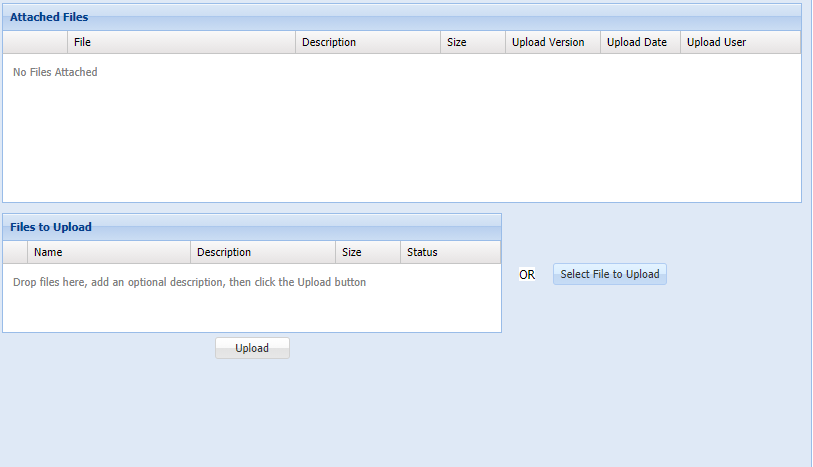 Attached Files
File Description Size Upload Version Upload Date Upload User
No Files Attached
Files to Upload
Name Description Size Status
Drop files here, add an optional description, then click the Upload button
OR Select File to Upload
Upload